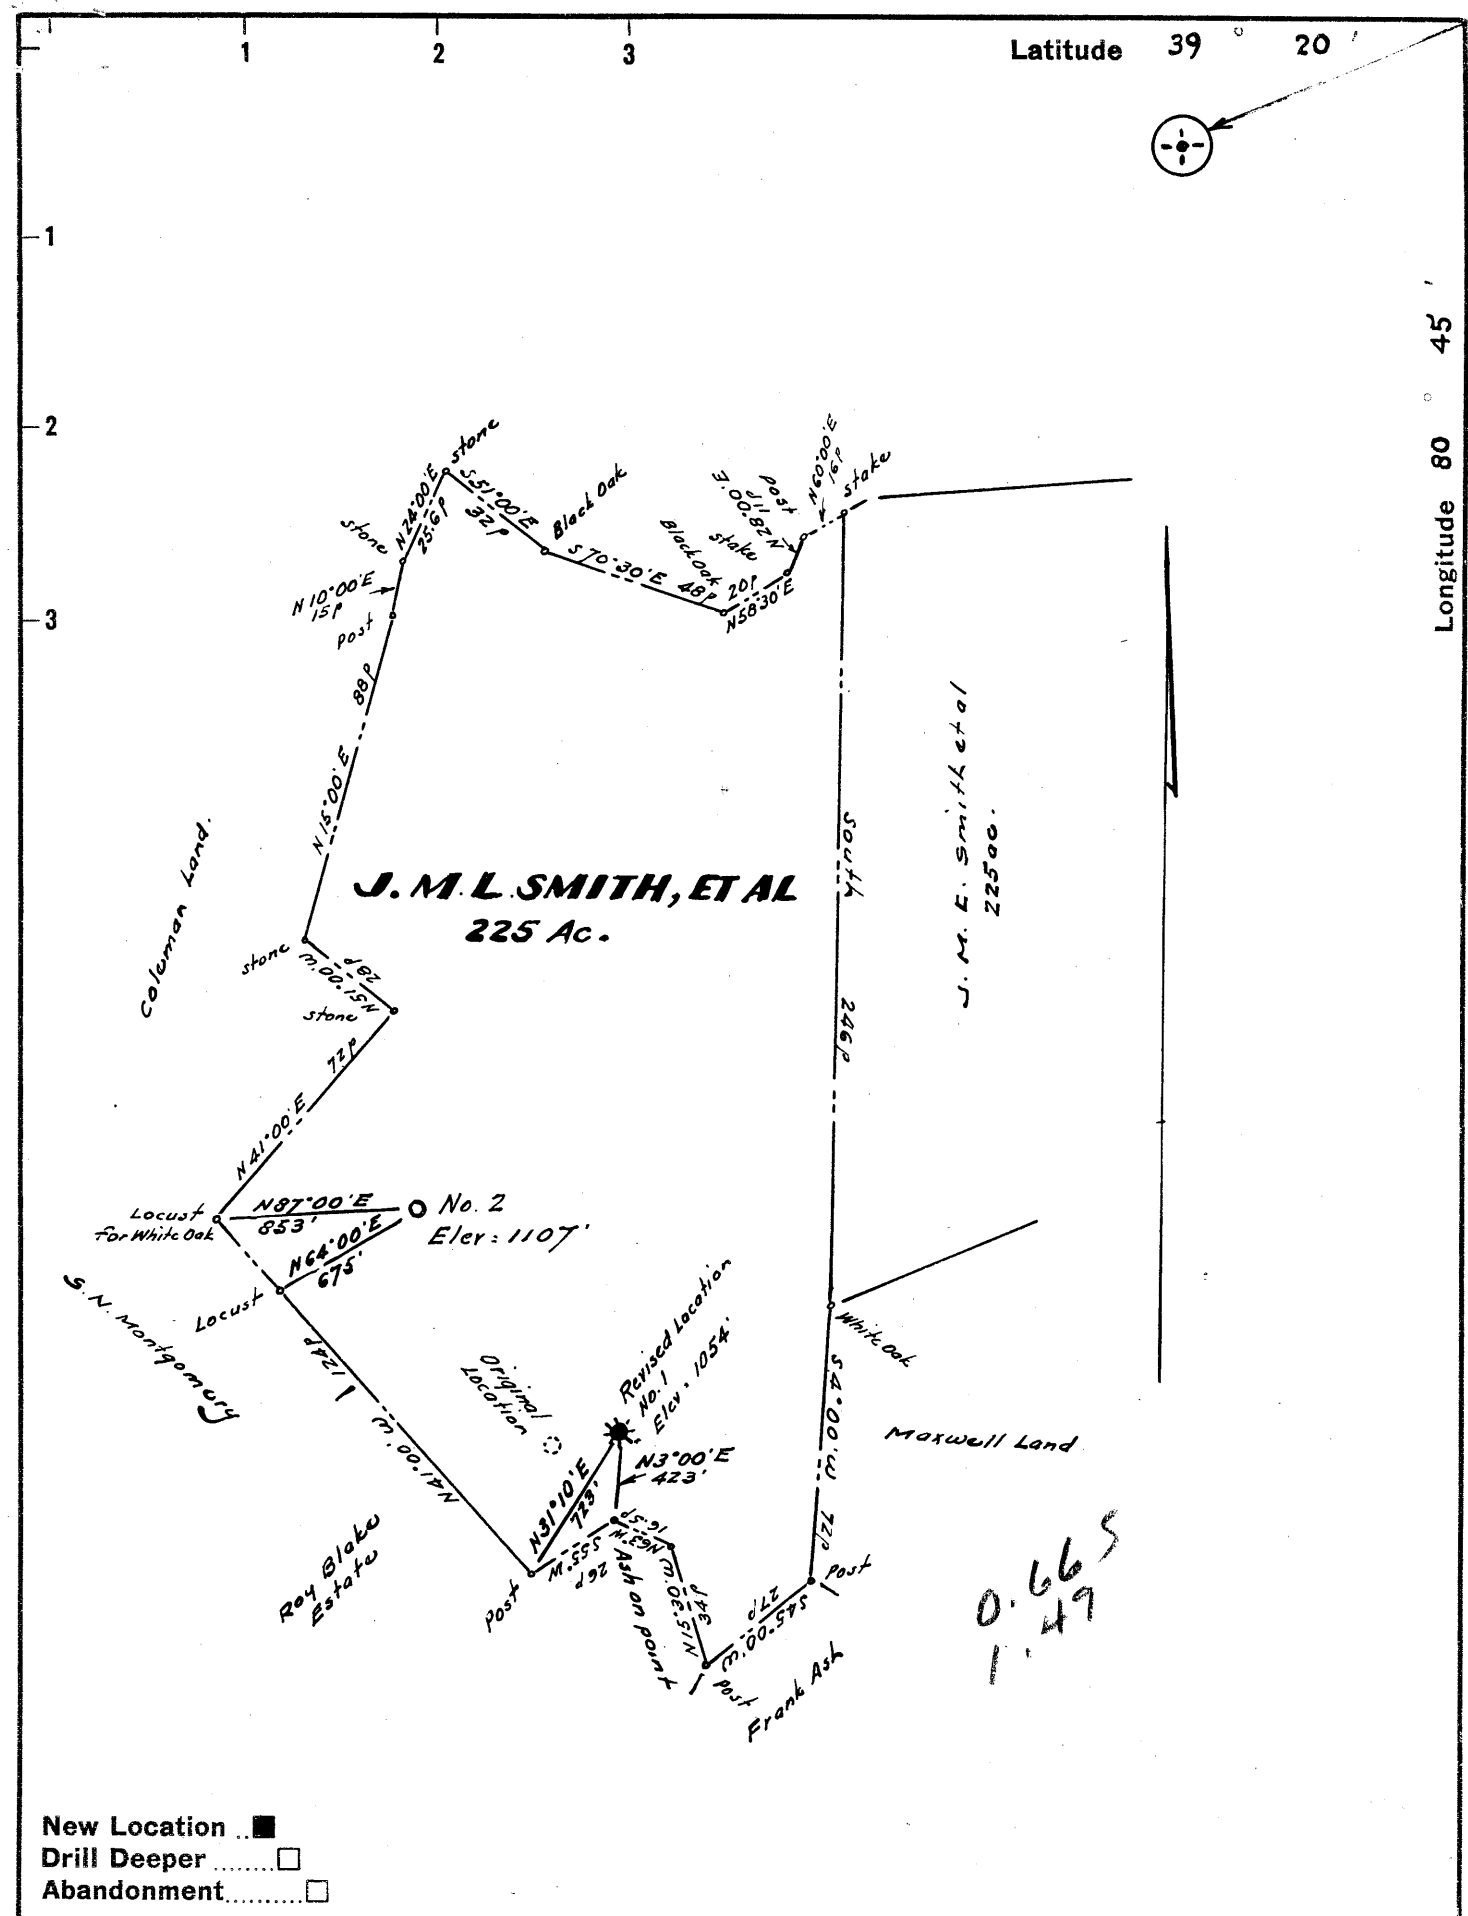 1 2 3
Latitude 39 ° 20 '
1
2
3
Longitude 80 ° 45 '
stone
N24°00'E
25.6P
S51°00'E
32P
Black Oak
stone
N10°00'E
15P
Post
S70°30'E 48P
Black Oak
20P
N58°30'E
stake
N28°00'E
11P
Post
N60°00'E
16P
stake
88P
N15°00'E
Columan Land.
J. M. L. SMITH, ET AL
225 Ac.
South
246P
J. M. E. Smith et al
225 ac.
stone
28P
N51°00'W
stone
72P
N41°00'E
Locust
for White Oak
N87°00'E
853'
No. 2
Elev = 1107'
N64°00'E
675'
Locust
S. N. Montgomery
124P
N41°00'W
Original
Location
Revised Location
No. 1
Elev = 1054'
N3°00'E
423'
N31°10'E
723'
White Oak
S4°00'W 72P
Maxwell Land
Post
S55°W
26P
Ash on point
16.5P
N63°W
34P
N15°30'W
Post
27P
S45°00'W
Post
Frank Ash
Roy Blake
Estate
0.665
1.49
New Location ..■
Drill Deeper ........□
Abandonment..........□